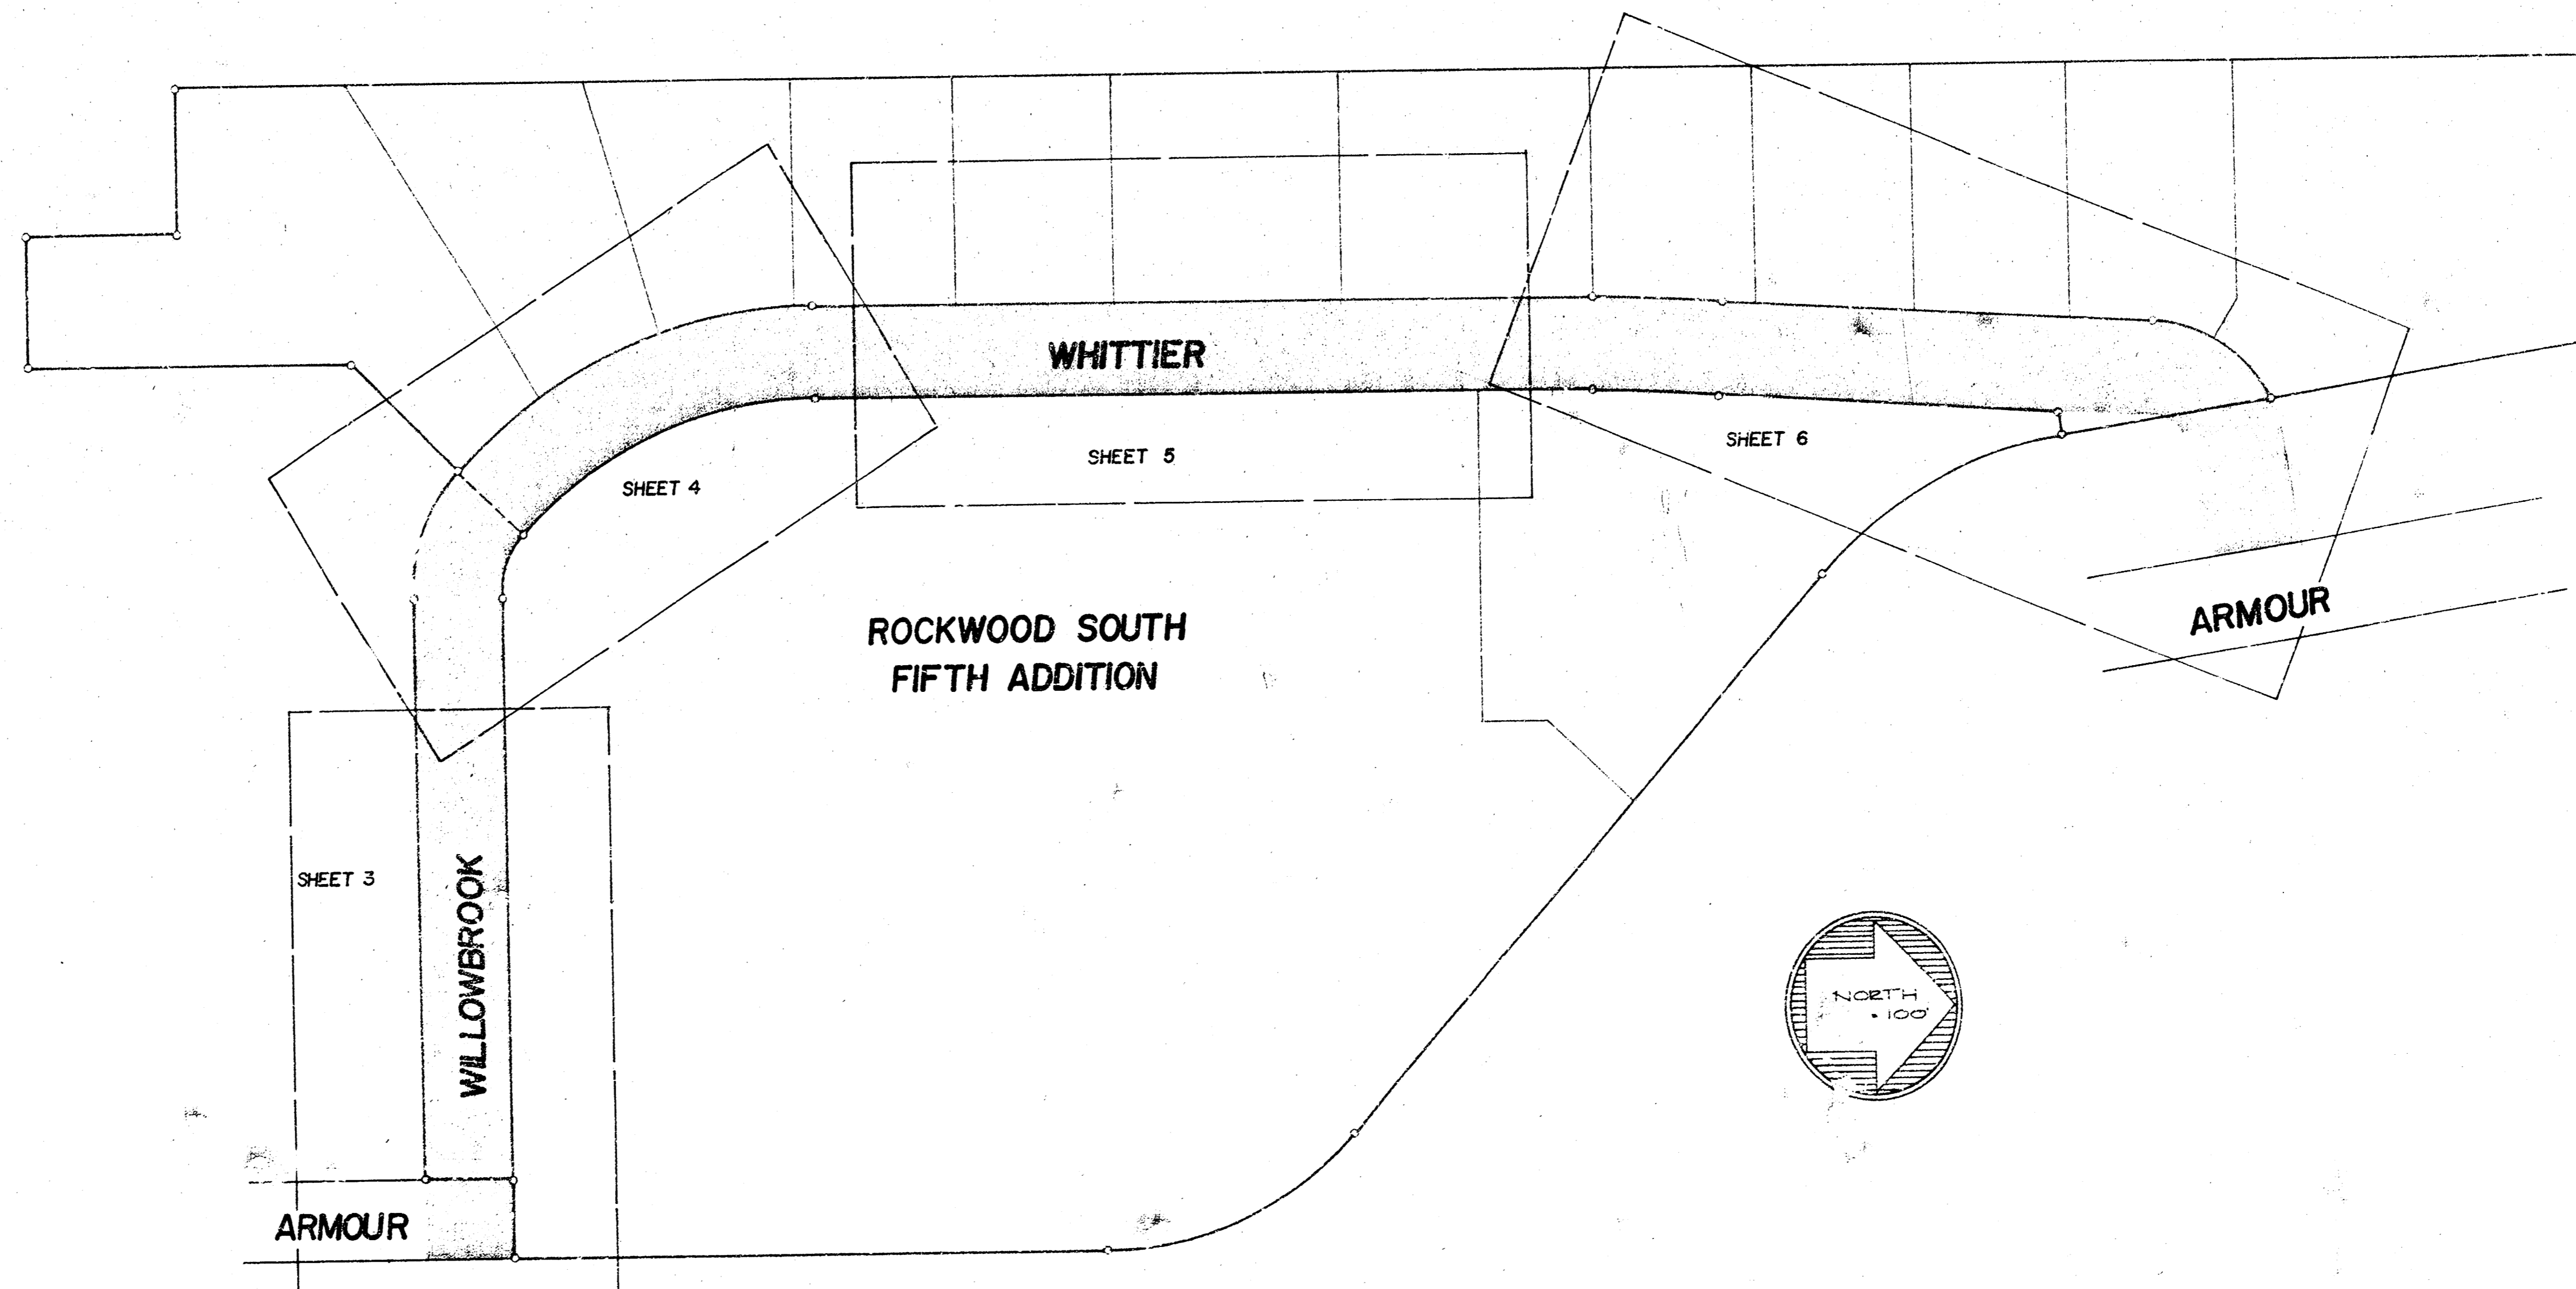 WHITTIER
SHEET 6
SHEET 5
SHEET 4
ROCKWOOD SOUTH
FIFTH ADDITION
ARMOUR
SHEET 3
WILLOWBROOK
NORTH
• 100'
ARMOUR